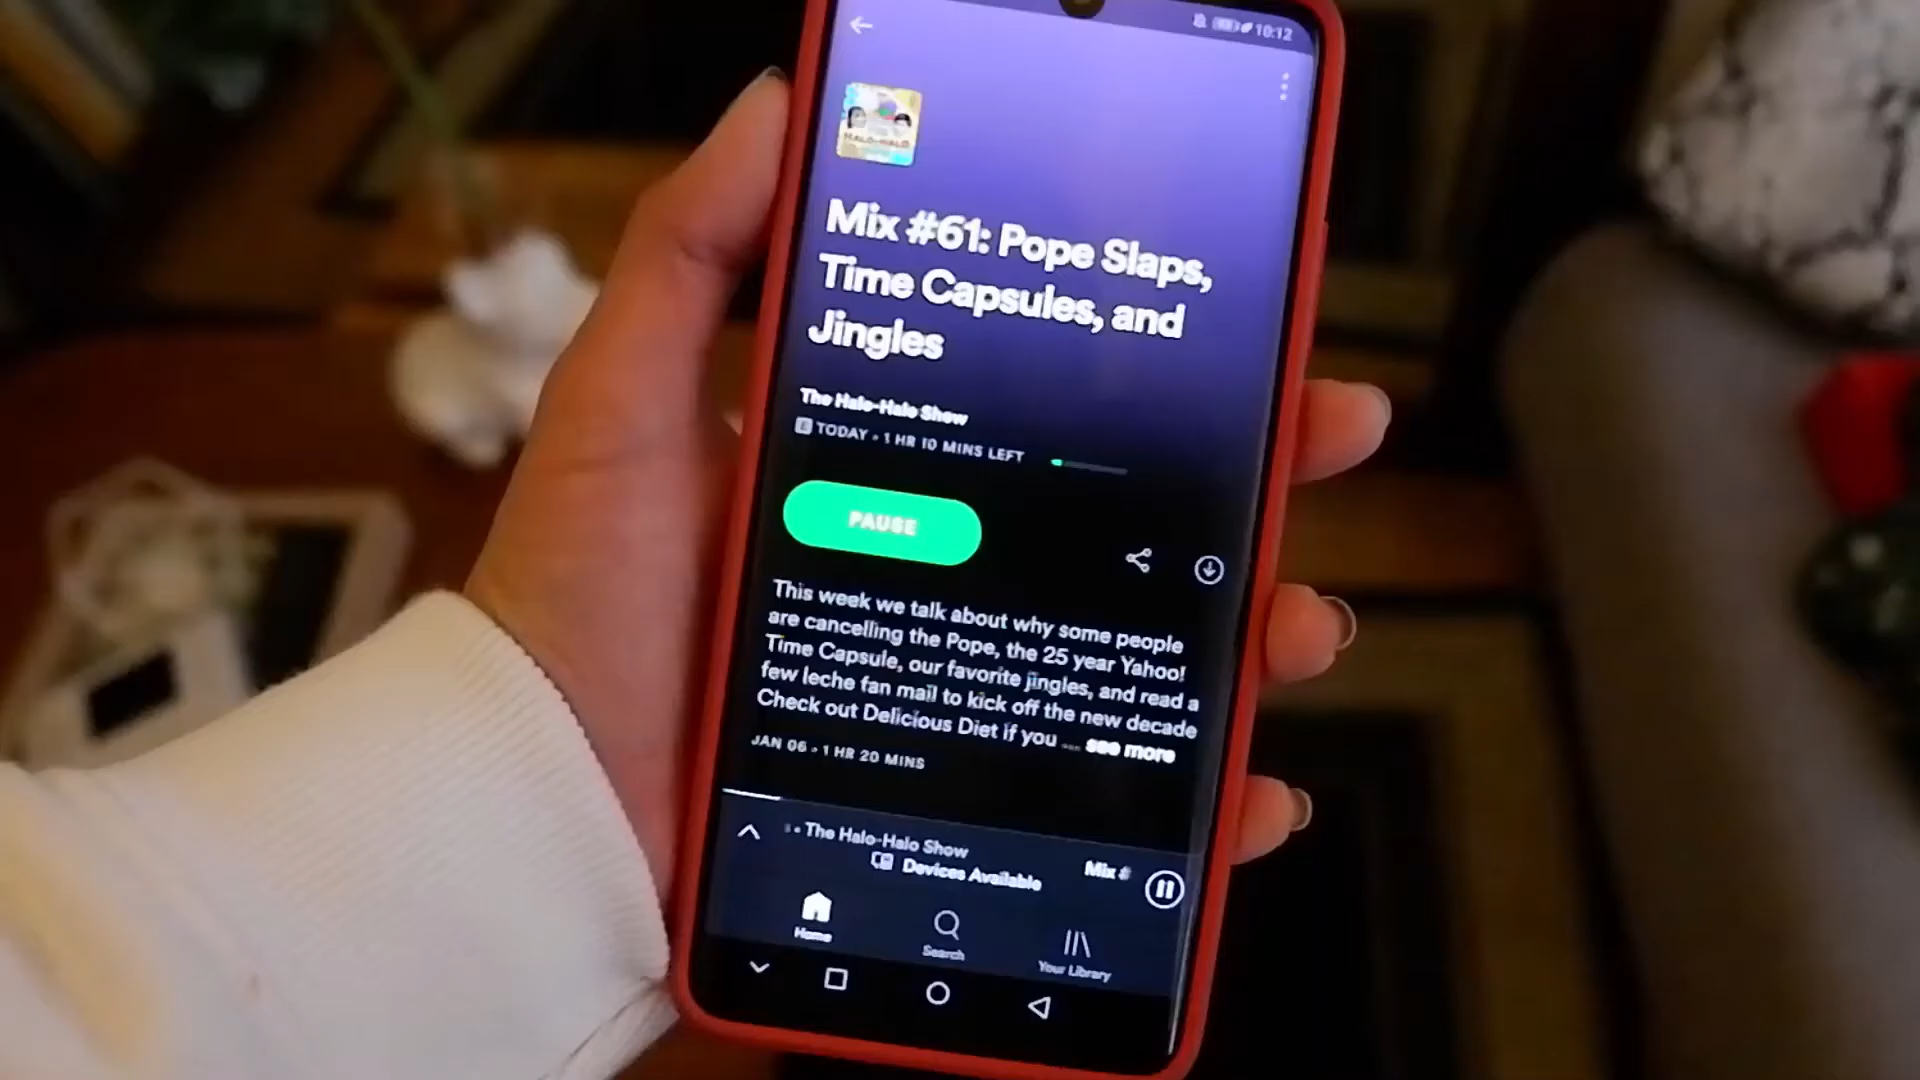 10:12
HALO-HALO
Mix #61: Pope Slaps,
Time Capsules, and
Jingles
The Halo-Halo Show
E TODAY • 1 HR 10 MINS LEFT
PAUSE
This week we talk about why some people
are cancelling the Pope, the 25 year Yahoo!
Time Capsule, our favorite jingles, and read a
few leche fan mail to kick off the new decade
Check out Delicious Diet if you ... see more
JAN 06 • 1 HR 20 MINS
• The Halo-Halo Show Mix #
Devices Available
Home
Search
Your Library